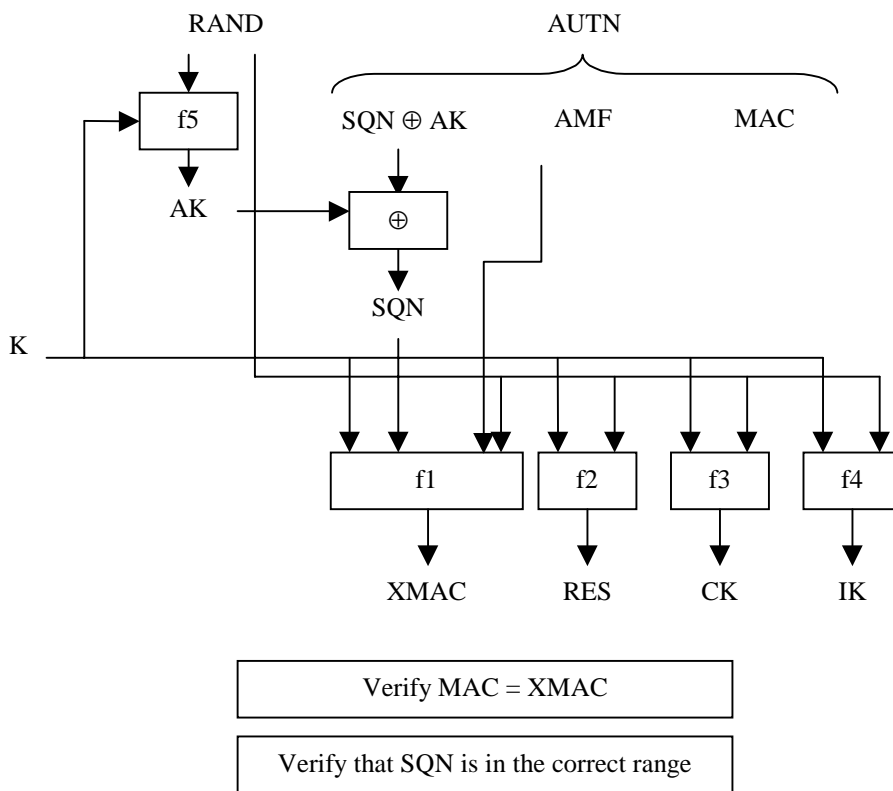 RAND AUTN
f5 SQN ⊕ AK AMF MAC
AK ⊕
SQN
K
f1 f2 f3 f4
XMAC RES CK IK
Verify MAC = XMAC
Verify that SQN is in the correct range